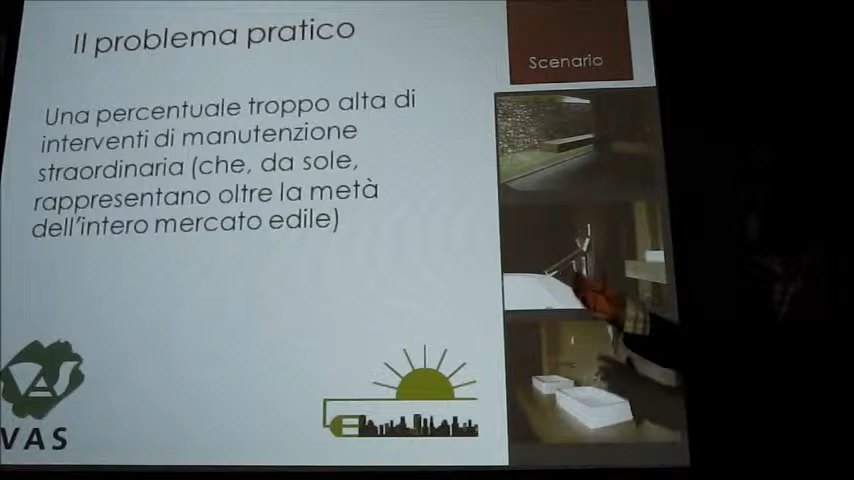 Il problema pratico
Scenario
Una percentuale troppo alta di
interventi di manutenzione
straordinaria (che, da sole,
rappresentano oltre la metà
dell'intero mercato edile)
VAS
VAS